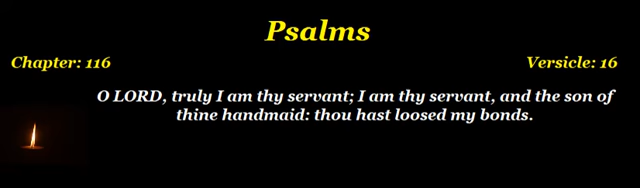 Psalms
Chapter: 116
Versicle: 16
O LORD, truly I am thy servant; I am thy servant, and the son of
thine handmaid: thou hast loosed my bonds.